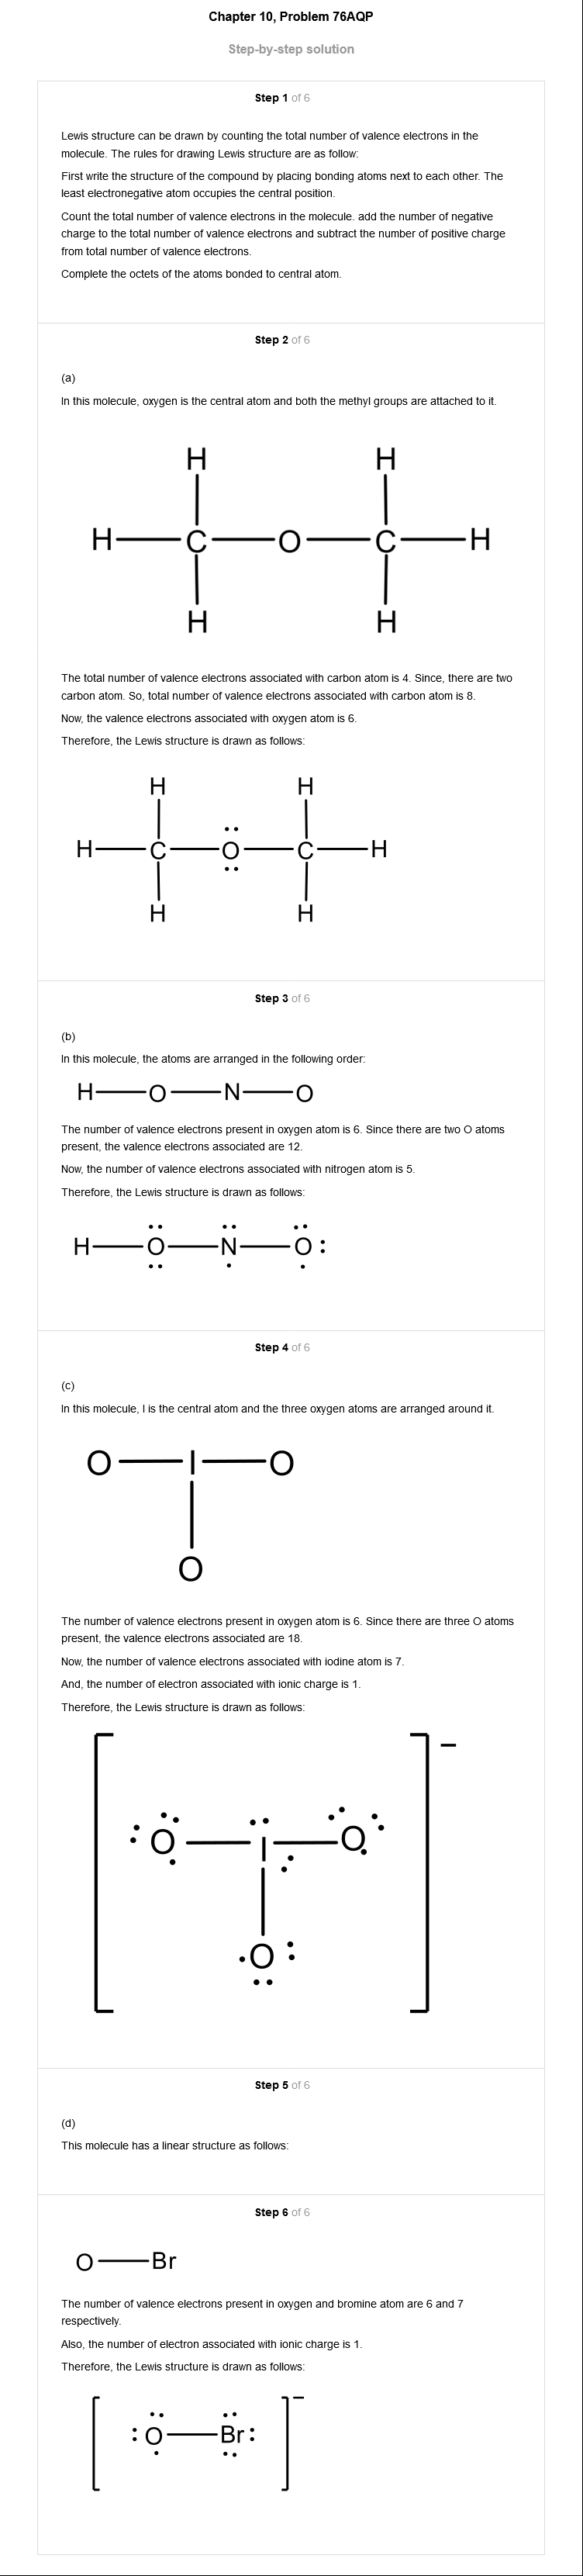 Chapter 10, Problem 76AQP
Step-by-step solution
Step 1 of 6
Lewis structure can be drawn by counting the total number of valence electrons in the
molecule. The rules for drawing Lewis structure are as follow:
First write the structure of the compound by placing bonding atoms next to each other. The
least electronegative atom occupies the central position.
Count the total number of valence electrons in the molecule. add the number of negative
charge to the total number of valence electrons and subtract the number of positive charge
from total number of valence electrons.
Complete the octets of the atoms bonded to central atom.
Step 2 of 6
(a)
In this molecule, oxygen is the central atom and both the methyl groups are attached to it.
H H
H C O C H
H H
The total number of valence electrons associated with carbon atom is 4. Since, there are two
carbon atom. So, total number of valence electrons associated with carbon atom is 8.
Now, the valence electrons associated with oxygen atom is 6.
Therefore, the Lewis structure is drawn as follows:
H H
H C O C H
H H
Step 3 of 6
(b)
In this molecule, the atoms are arranged in the following order:
H O N O
The number of valence electrons present in oxygen atom is 6. Since there are two O atoms
present, the valence electrons associated are 12.
Now, the number of valence electrons associated with nitrogen atom is 5.
Therefore, the Lewis structure is drawn as follows:
H O N O
Step 4 of 6
(c)
In this molecule, I is the central atom and the three oxygen atoms are arranged around it.
O I O
O
The number of valence electrons present in oxygen atom is 6. Since there are three O atoms
present, the valence electrons associated are 18.
Now, the number of valence electrons associated with iodine atom is 7.
And, the number of electron associated with ionic charge is 1.
Therefore, the Lewis structure is drawn as follows:
−
O I O
O
Step 5 of 6
(d)
This molecule has a linear structure as follows:
Step 6 of 6
O Br
The number of valence electrons present in oxygen and bromine atom are 6 and 7
respectively.
Also, the number of electron associated with ionic charge is 1.
Therefore, the Lewis structure is drawn as follows:
−
O Br